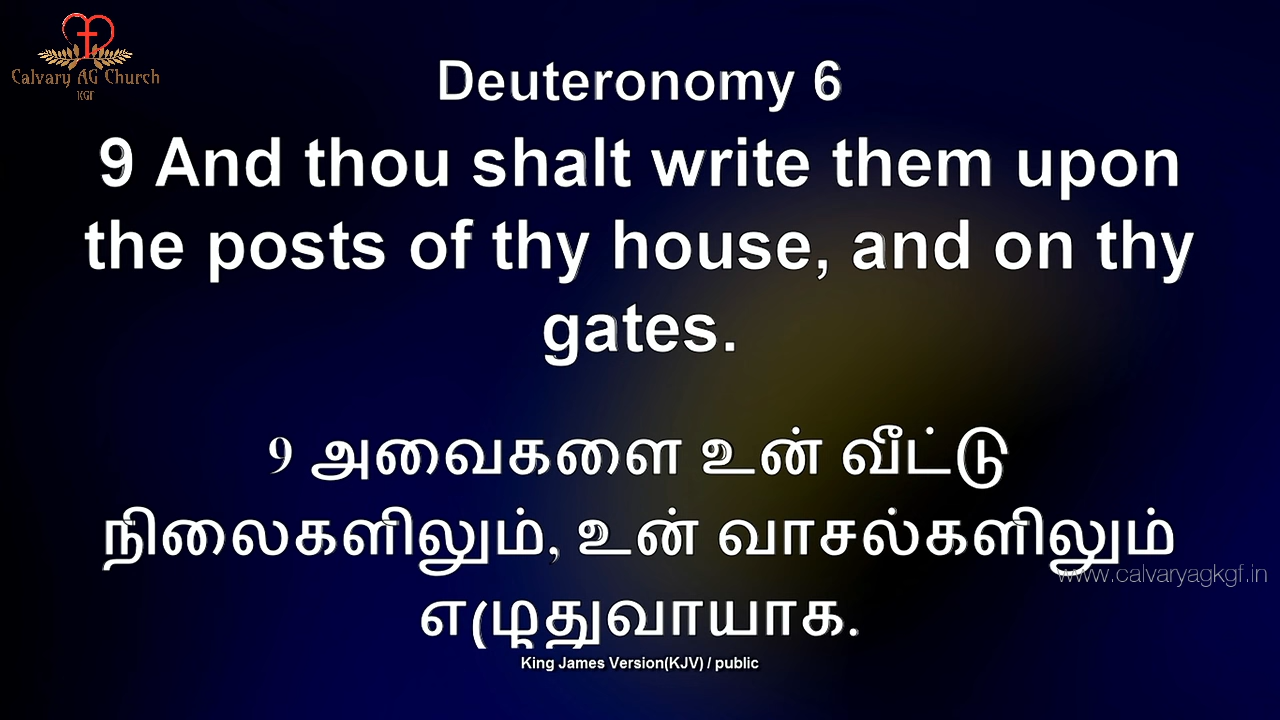 Calvary AG Church
KGF
Deuteronomy 6
9 And thou shalt write them upon
the posts of thy house, and on thy
gates.
9 அவைகளை உன் வீட்டு
நிலைகளிலும், உன் வாசல்களிலும்
www.calvaryagkgf.in
எழுதுவாயாக.
King James Version(KJV) / public